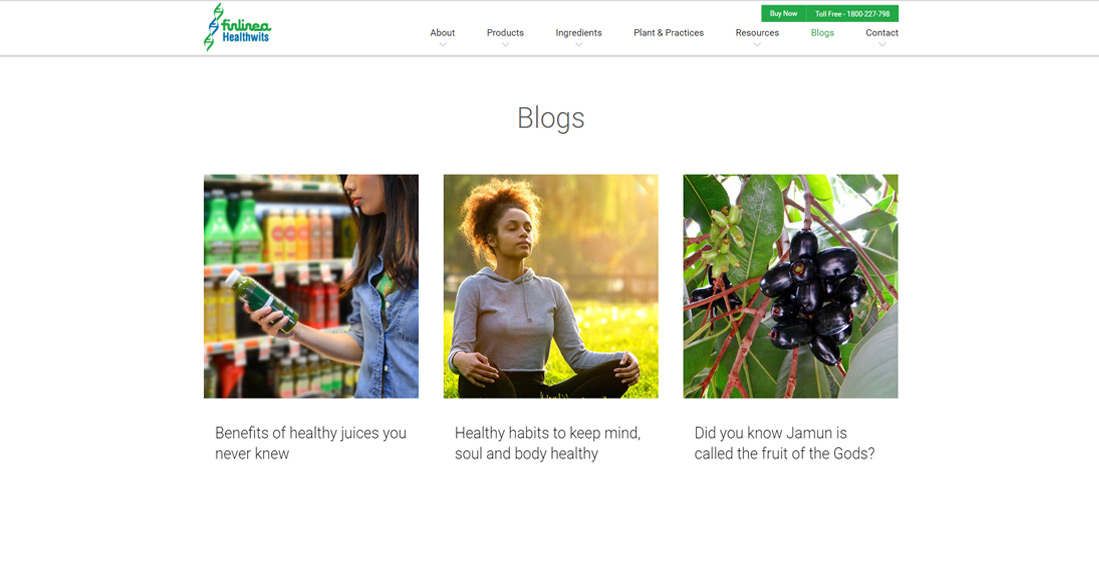 finlinea
Healthwits
Buy Now
Toll Free - 1800-227-798
About
Products
Ingredients
Plant & Practices
Resources
Blogs
Contact
Blogs
Benefits of healthy juices you
never knew
Healthy habits to keep mind,
soul and body healthy
Did you know Jamun is
called the fruit of the Gods?